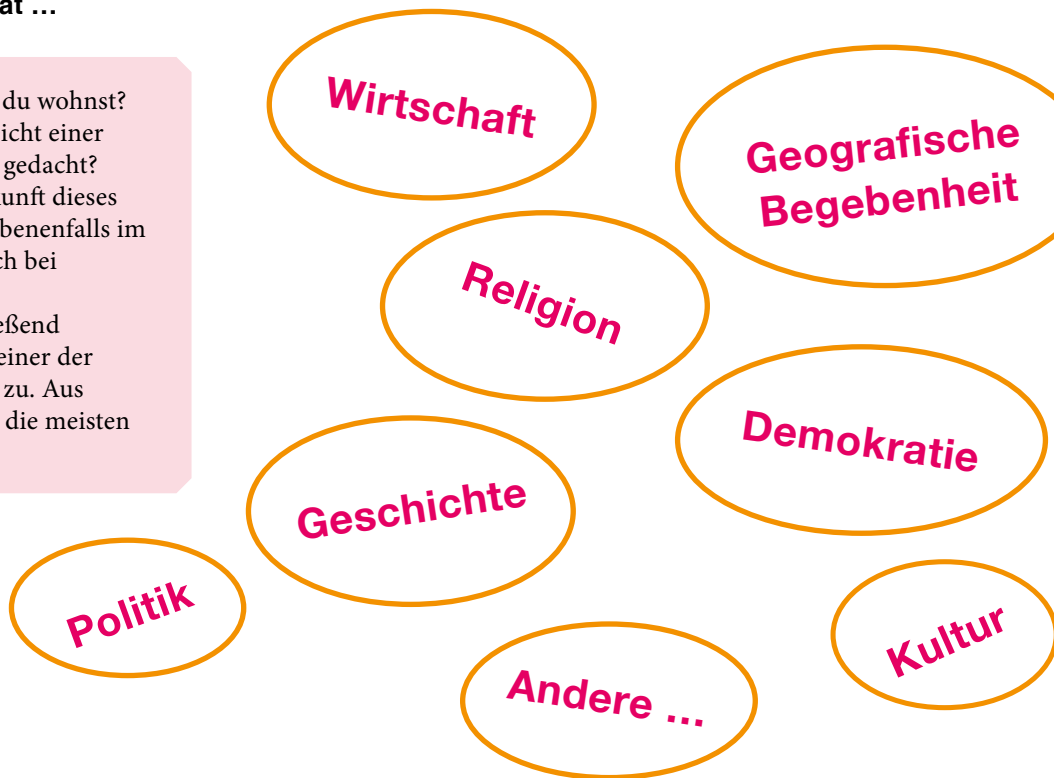 at ...
du wohnst?
icht einer
gedacht?
unft dieses
benenfalls im
ch bei
eßend
einer der
zu. Aus
die meisten
Wirtschaft
Geografische
Begebenheit
Religion
Demokratie
Geschichte
Politik
Kultur
Andere ...